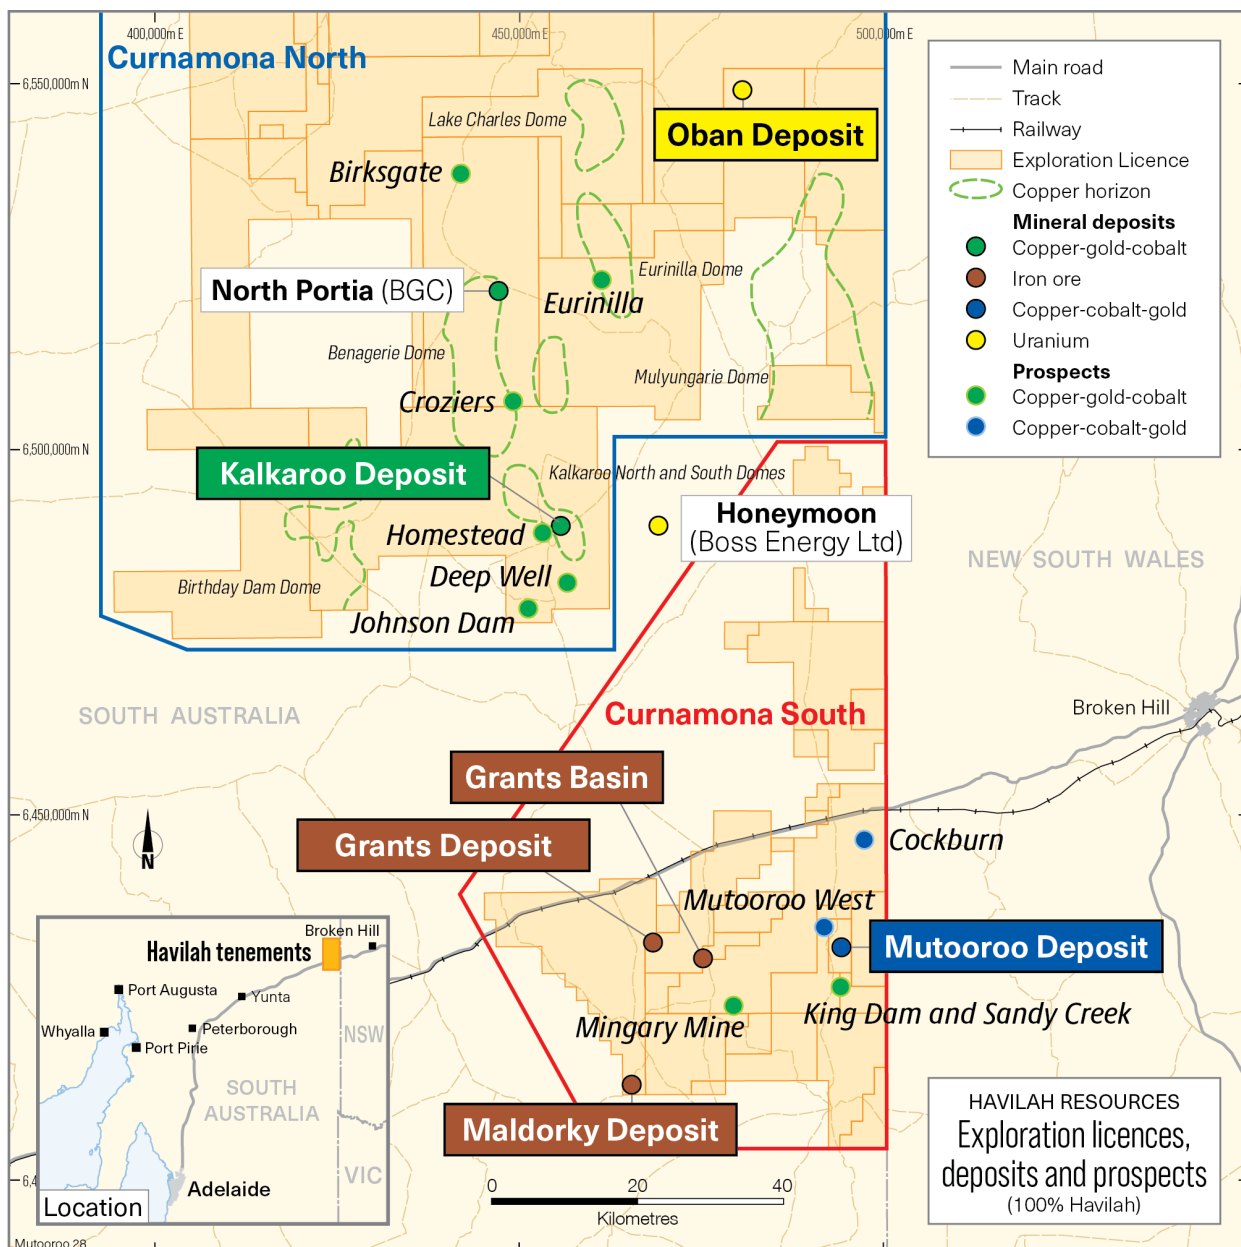 400,000m E
450,000m E
500,000m E
Curnamona North
6,550,000m N
Lake Charles Dome
Oban Deposit
Birksgate
Eurinilla Dome
North Portia (BGC)
Eurinilla
Benagerie Dome
Mulyungarie Dome
Croziers
6,500,000m N
Kalkaroo Deposit
Kalkaroo North and South Domes
Homestead
Honeymoon
(Boss Energy Ltd)
Deep Well
Birthday Dam Dome
Johnson Dam
NEW SOUTH WALES
SOUTH AUSTRALIA
Curnamona South
Broken Hill
Grants Basin
6,450,000m N
Grants Deposit
Cockburn
N
Mutooroo West
Mutooroo Deposit
King Dam and Sandy Creek
Mingary Mine
Maldorky Deposit
Main road
Track
Railway
Exploration Licence
Copper horizon
Mineral deposits
Copper-gold-cobalt
Iron ore
Copper-cobalt-gold
Uranium
Prospects
Copper-gold-cobalt
Copper-cobalt-gold
Broken Hill
Havilah tenements
Port Augusta
Yunta
Whyalla
Peterborough
NSW
Port Pirie
SOUTH
AUSTRALIA
VIC
Adelaide
Location
6,4
0 20 40
Kilometres
HAVILAH RESOURCES
Exploration licences,
deposits and prospects
(100% Havilah)
Mutooroo 28